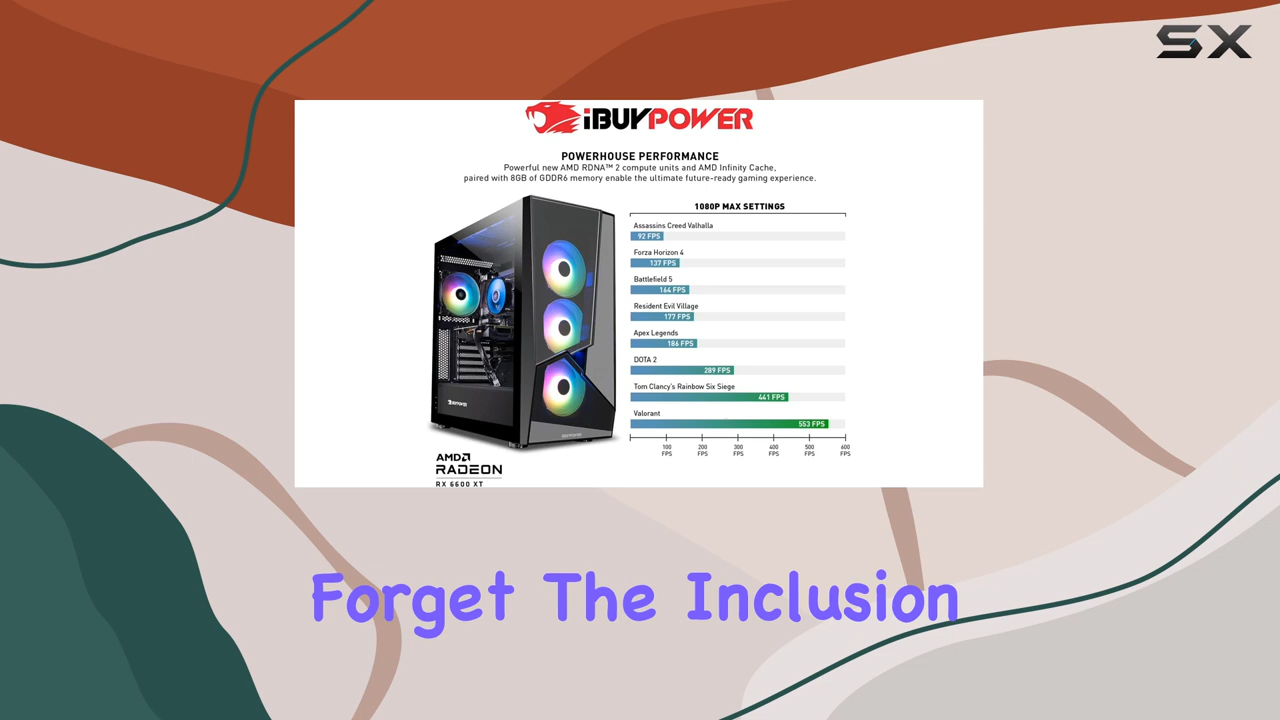 SX
iBUYPOWER
POWERHOUSE PERFORMANCE
Powerful new AMD RDNA™ 2 compute units and AMD Infinity Cache,
paired with 8GB of GDDR6 memory enable the ultimate future-ready gaming experience.
1080P MAX SETTINGS
Assassins Creed Valhalla
92 FPS
Forza Horizon 4
137 FPS
Battlefield 5
164 FPS
Resident Evil Village
177 FPS
Apex Legends
186 FPS
DOTA 2
289 FPS
Tom Clancy's Rainbow Six Siege
441 FPS
Valorant
553 FPS
100 200 300 400 500 600
FPS FPS FPS FPS FPS FPS
iBUYPOWER
AMD
RADEON
RX 6600 XT
Forget The Inclusion